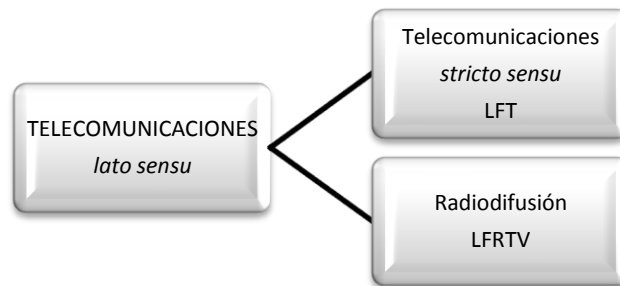 TELECOMUNICACIONES
lato sensu
Telecomunicaciones
stricto sensu
LFT
Radiodifusión
LFRTV